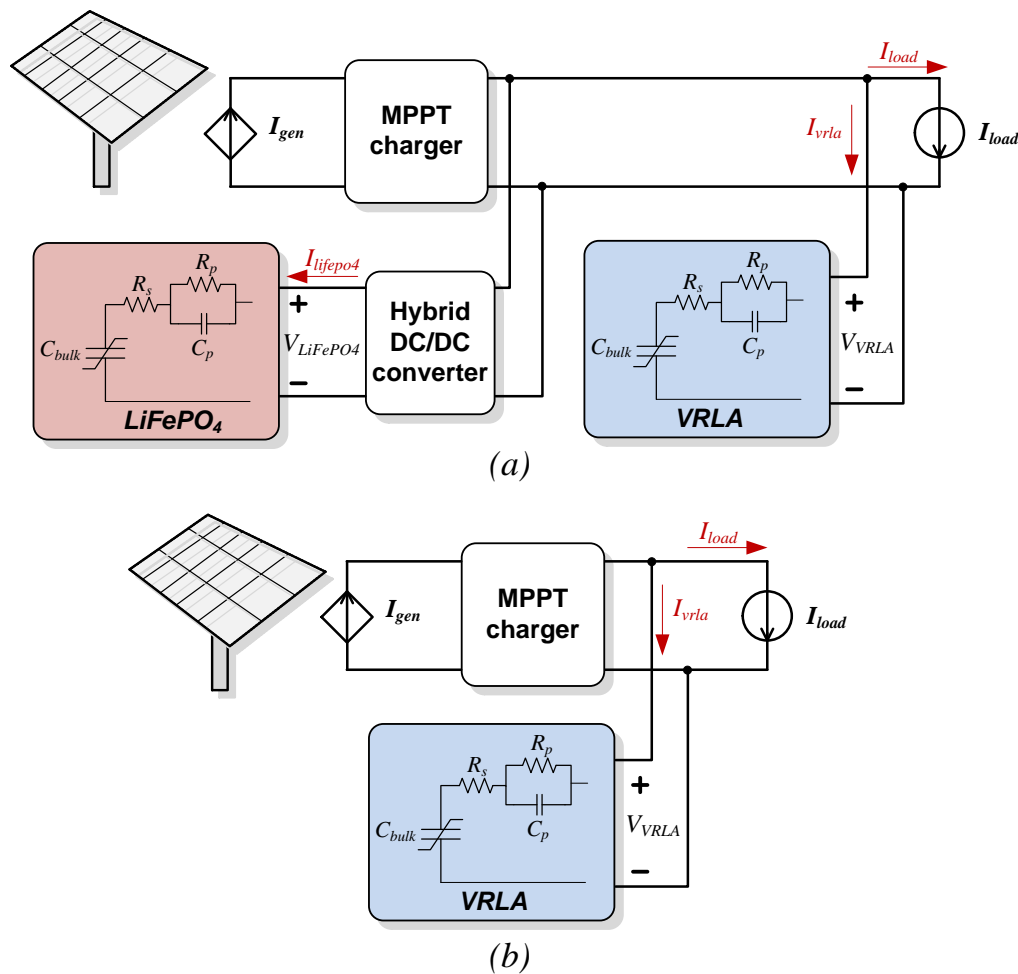 I_load
I_gen
MPPT
charger
I_vrla
I_load
I_lifepo4
R_p
R_s
C_p
C_bulk
+
V_LiFePO4
−
LiFePO₄
Hybrid
DC/DC
converter
R_p
R_s
C_p
C_bulk
+
V_VRLA
−
VRLA
(a)
I_load
I_gen
MPPT
charger
I_vrla
I_load
R_p
R_s
C_p
C_bulk
+
V_VRLA
−
VRLA
(b)